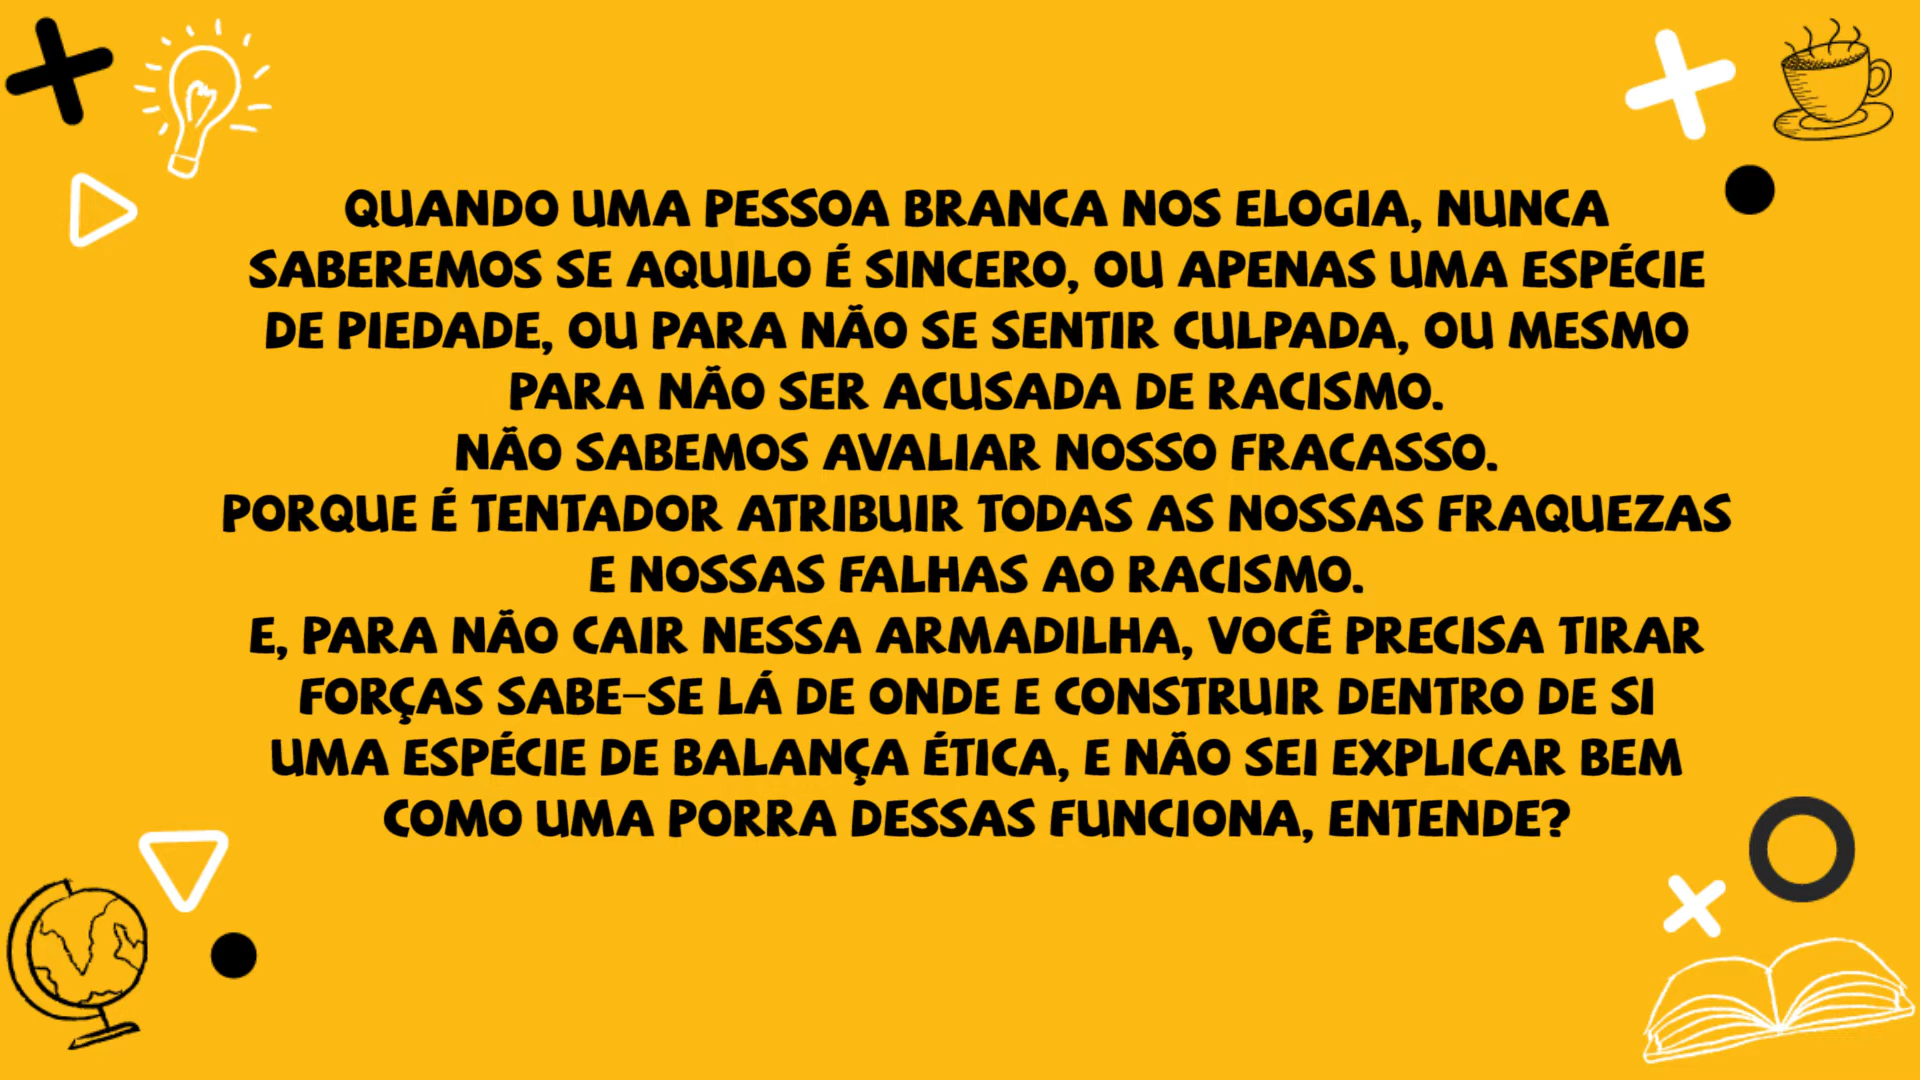 QUANDO UMA PESSOA BRANCA NOS ELOGIA, NUNCA
SABEREMOS SE AQUILO É SINCERO, OU APENAS UMA ESPÉCIE
DE PIEDADE, OU PARA NÃO SE SENTIR CULPADA, OU MESMO
PARA NÃO SER ACUSADA DE RACISMO.
NÃO SABEMOS AVALIAR NOSSO FRACASSO.
PORQUE É TENTADOR ATRIBUIR TODAS AS NOSSAS FRAQUEZAS
E NOSSAS FALHAS AO RACISMO.
E, PARA NÃO CAIR NESSA ARMADILHA, VOCÊ PRECISA TIRAR
FORÇAS SABE-SE LÁ DE ONDE E CONSTRUIR DENTRO DE SI
UMA ESPÉCIE DE BALANÇA ÉTICA, E NÃO SEI EXPLICAR BEM
COMO UMA PORRA DESSAS FUNCIONA, ENTENDE?